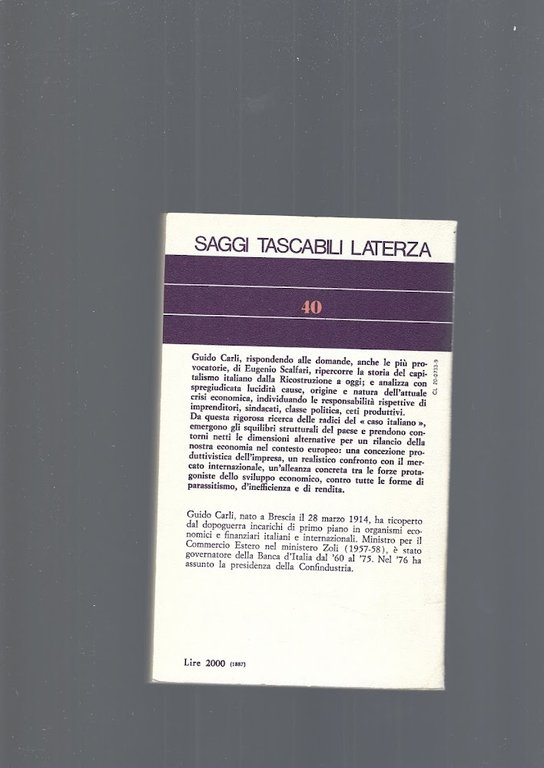 SAGGI TASCABILI LATERZA
40
Guido Carli, rispondendo alle domande, anche le più pro-
vocatorie, di Eugenio Scalfari, ripercorre la storia del capi-
talismo italiano dalla Ricostruzione a oggi; e analizza con
spregiudicata lucidità cause, origine e natura dell'attuale
crisi economica, individuando le responsabilità rispettive di
imprenditori, sindacati, classe politica, ceti produttivi.
Da questa rigorosa ricerca delle radici del « caso italiano »,
emergono gli squilibri strutturali del paese e prendono con-
torni netti le dimensioni alternative per un rilancio della
nostra economia nel contesto europeo: una concezione pro-
duttivistica dell'impresa, un realistico confronto con il mer-
cato internazionale, un'alleanza concreta tra le forze prota-
goniste dello sviluppo economico, contro tutte le forme di
parassitismo, d'inefficienza e di rendita.
Guido Carli, nato a Brescia il 28 marzo 1914, ha ricoperto
dal dopoguerra incarichi di primo piano in organismi eco-
nomici e finanziari italiani e internazionali. Ministro per il
Commercio Estero nel ministero Zoli (1957-58), è stato
governatore della Banca d'Italia dal '60 al '75. Nel '76 ha
assunto la presidenza della Confindustria.
Lire 2000 (1887)
CL 20-0733-9